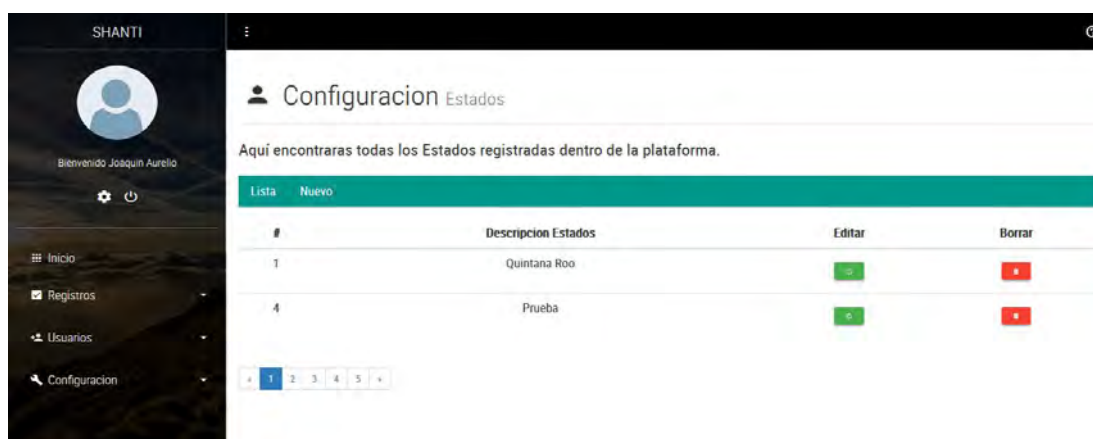 SHANTI
Bienvenido Joaquin Aurelio
Inicio
Registros
Usuarios
Configuracion
Configuracion Estados
Aquí encontraras todas los Estados registradas dentro de la plataforma.
Lista Nuevo
# Descripcion Estados Editar Borrar
1 Quintana Roo
4 Prueba
« 1 2 3 4 5 »